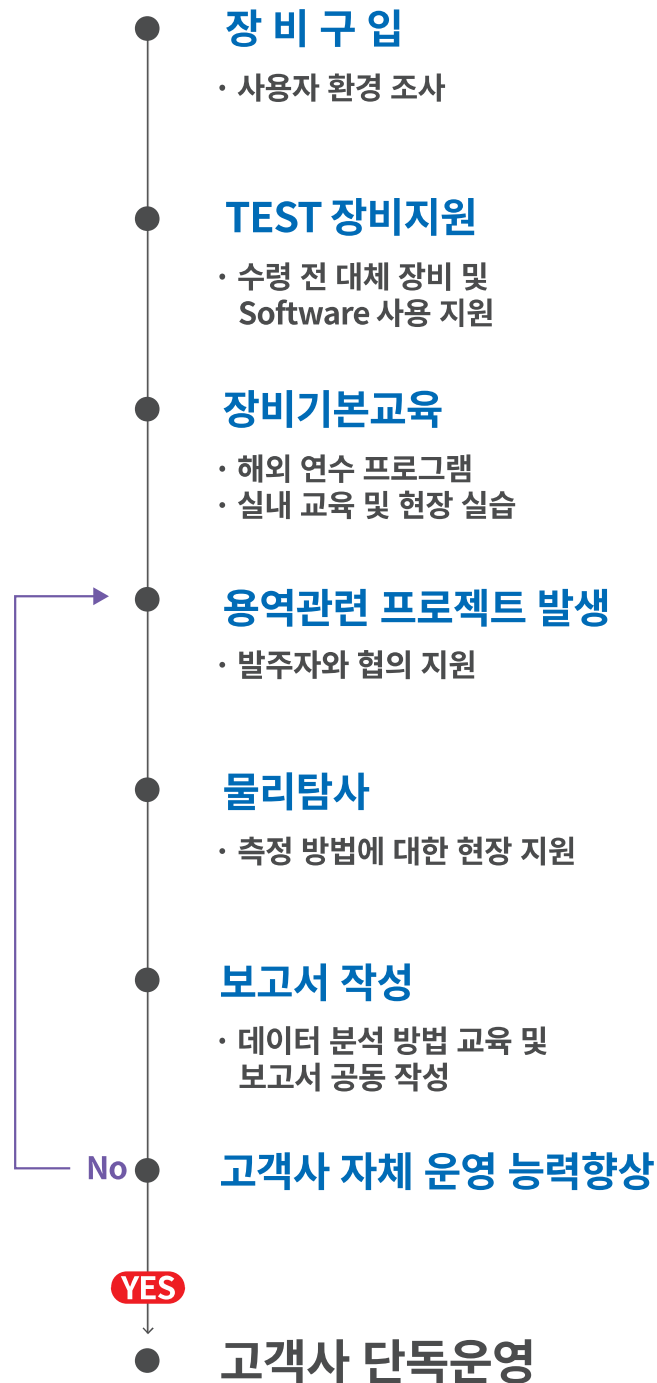 장 비 구 입
· 사용자 환경 조사
TEST 장비지원
· 수령 전 대체 장비 및
Software 사용 지원
장비기본교육
· 해외 연수 프로그램
· 실내 교육 및 현장 실습
용역관련 프로젝트 발생
· 발주자와 협의 지원
물리탐사
· 측정 방법에 대한 현장 지원
보고서 작성
· 데이터 분석 방법 교육 및
보고서 공동 작성
No
고객사 자체 운영 능력향상
YES
고객사 단독운영